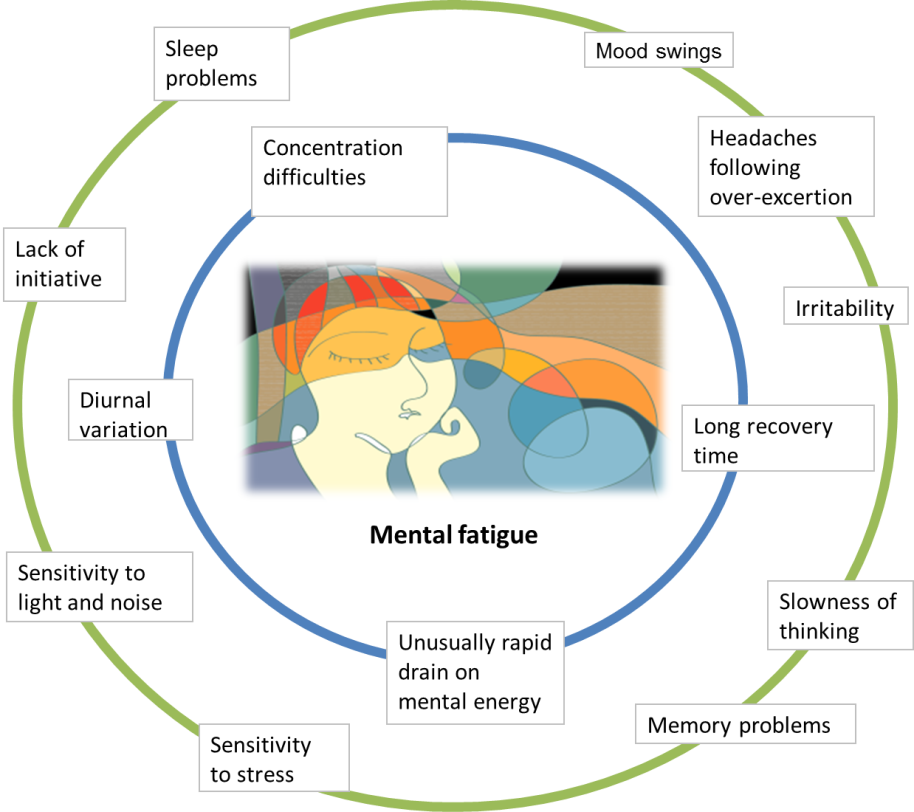 Sleep
problems
Mood swings
Headaches
following
over-excertion
Concentration
difficulties
Lack of
initiative
Irritability
Diurnal
variation
Long recovery
time
Mental fatigue
Sensitivity to
light and noise
Slowness of
thinking
Unusually rapid
drain on
mental energy
Memory problems
Sensitivity
to stress